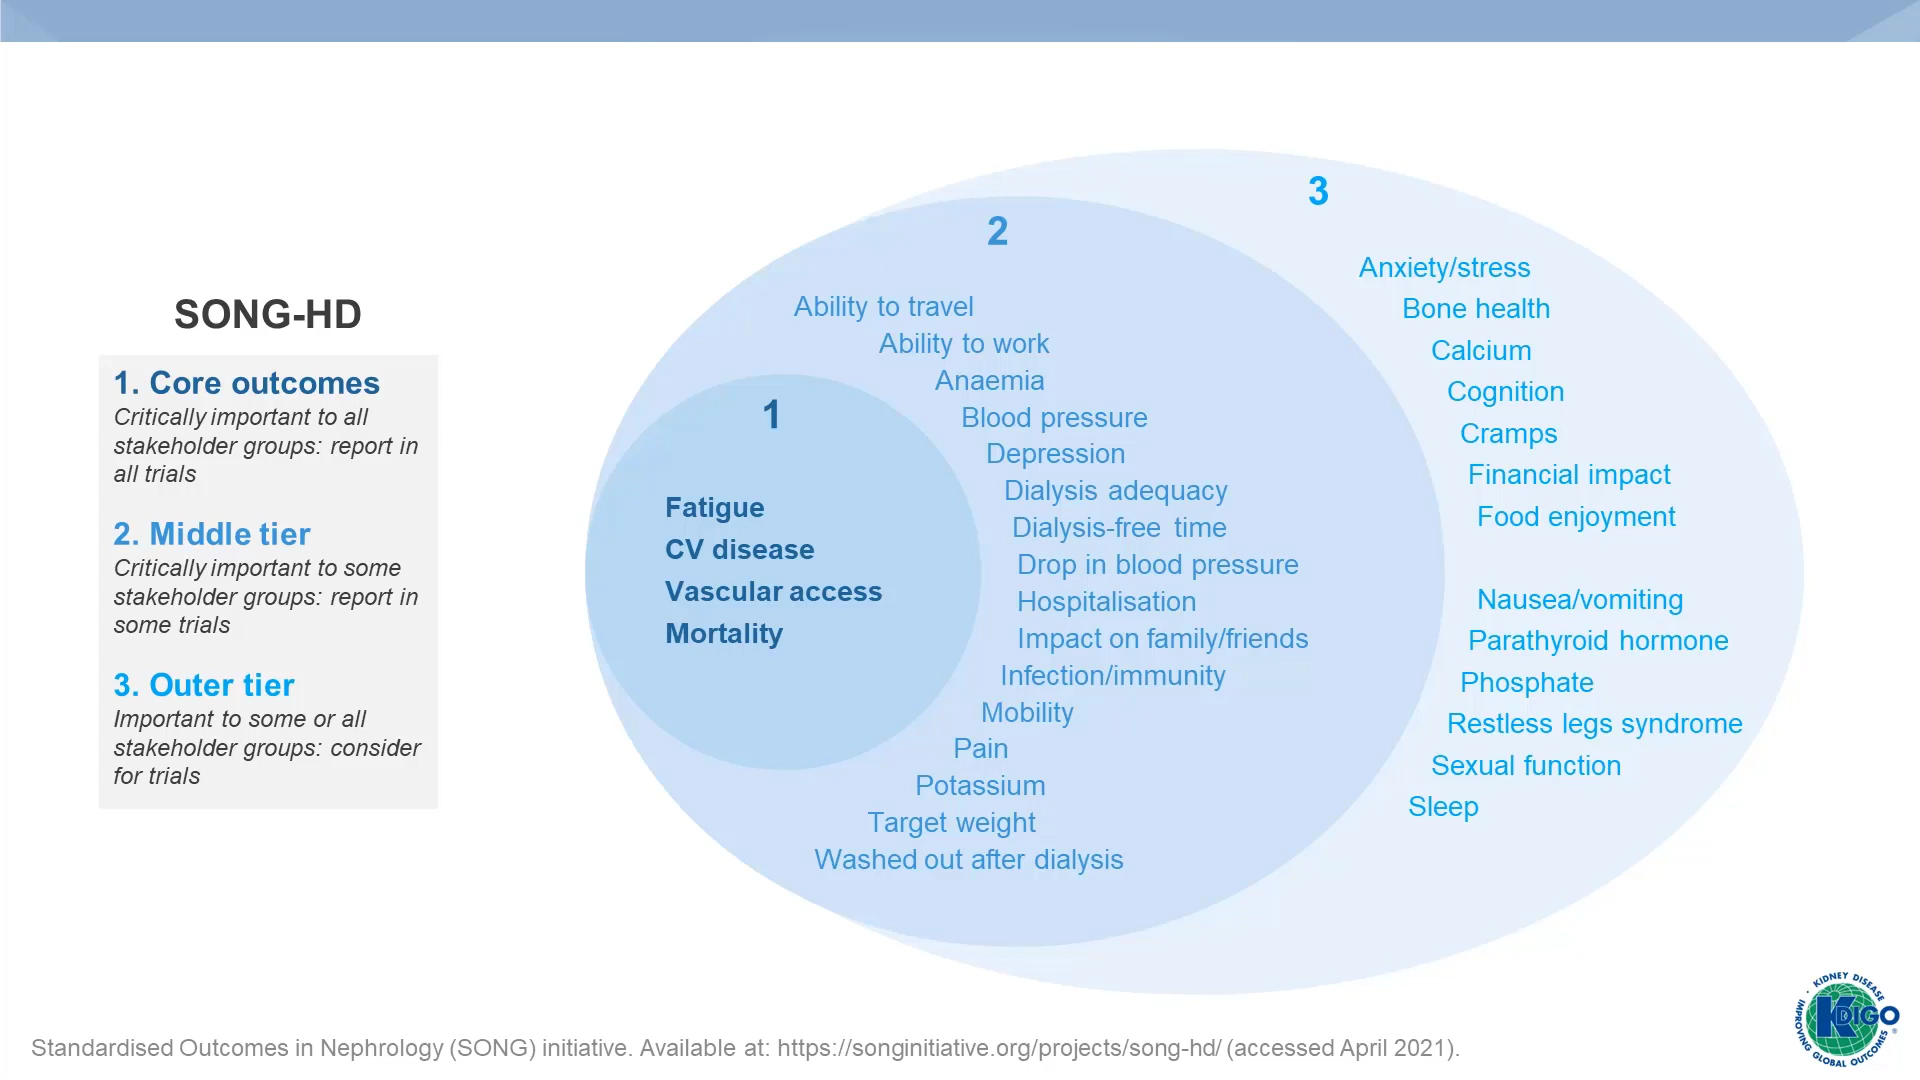 SONG-HD
1. Core outcomes
Critically important to all
stakeholder groups: report in
all trials
2. Middle tier
Critically important to some
stakeholder groups: report in
some trials
3. Outer tier
Important to some or all
stakeholder groups: consider
for trials
1
Fatigue
CV disease
Vascular access
Mortality
2
Ability to travel
Ability to work
Anaemia
Blood pressure
Depression
Dialysis adequacy
Dialysis-free time
Drop in blood pressure
Hospitalisation
Impact on family/friends
Infection/immunity
Mobility
Pain
Potassium
Target weight
Washed out after dialysis
3
Anxiety/stress
Bone health
Calcium
Cognition
Cramps
Financial impact
Food enjoyment
Nausea/vomiting
Parathyroid hormone
Phosphate
Restless legs syndrome
Sexual function
Sleep
Standardised Outcomes in Nephrology (SONG) initiative. Available at: https://songinitiative.org/projects/song-hd/ (accessed April 2021).
KIDNEY DISEASE
KDIGO
IMPROVING GLOBAL OUTCOMES